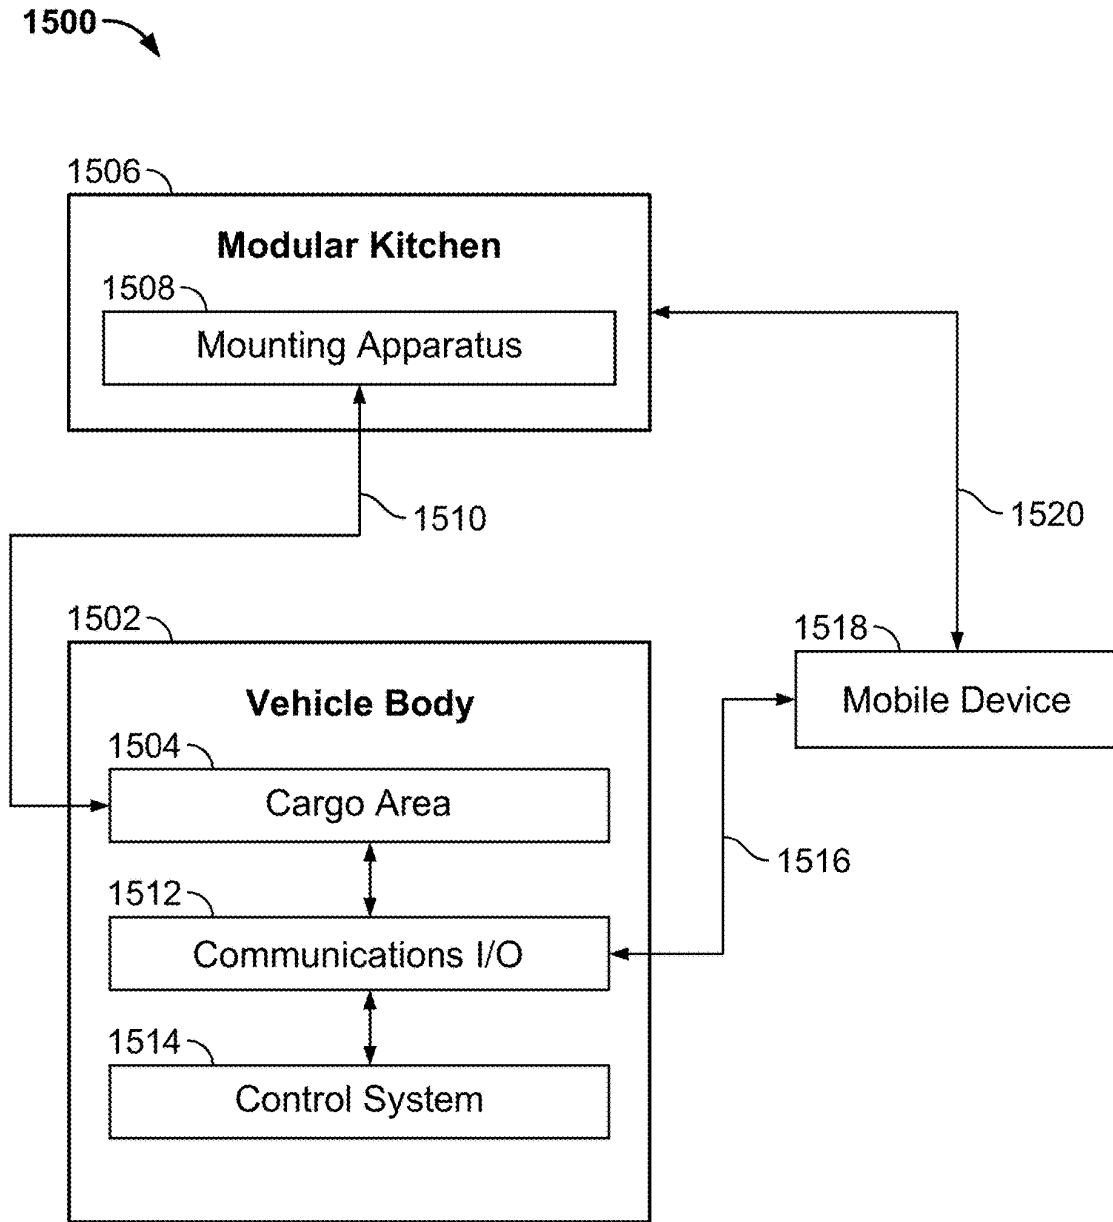 1500
1506
Modular Kitchen
1508
Mounting Apparatus
1510
1520
1502
Vehicle Body
1518
Mobile Device
1504
Cargo Area
1516
1512
Communications I/O
1514
Control System